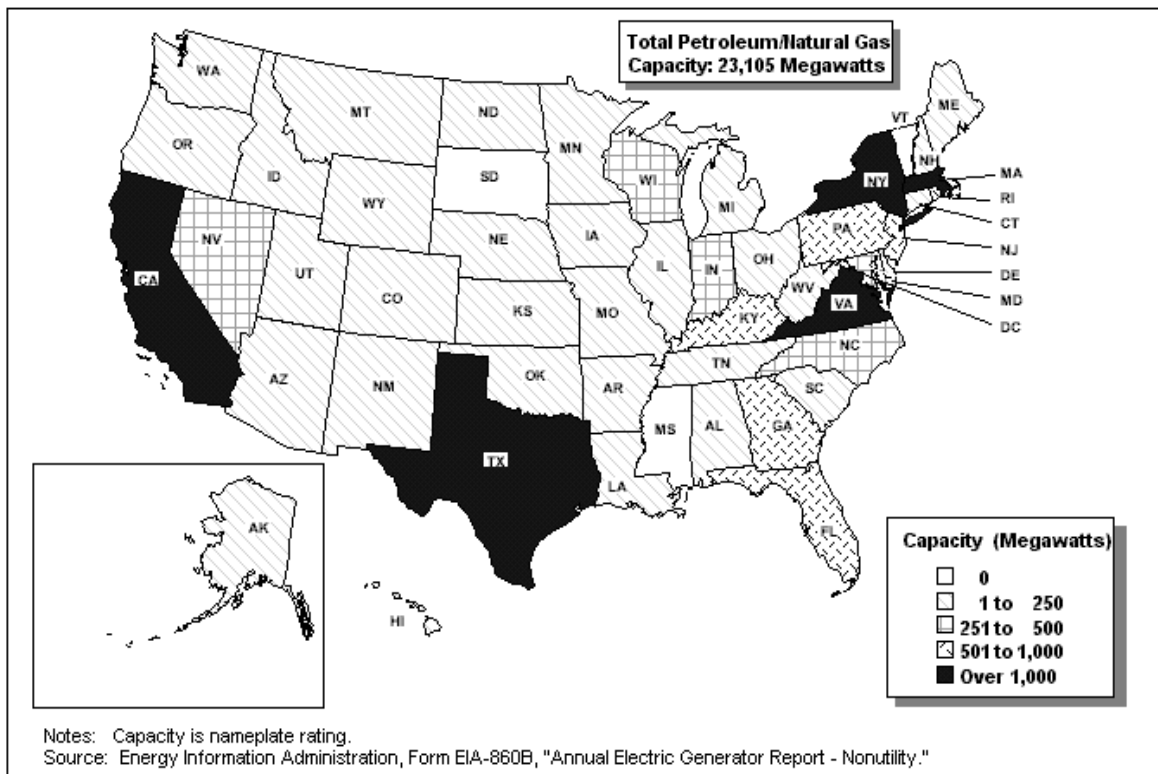 Total Petroleum/Natural Gas
Capacity: 23,105 Megawatts
WA
MT
ND
MN
ME
VT
NH
OR
ID
SD
WI
NY
MA
RI
WY
MI
CT
NV
NE
IA
PA
NJ
CA
UT
CO
IL
IN
OH
DE
KS
MO
WV
VA
MD
KY
DC
AZ
NM
OK
AR
TN
NC
SC
MS
AL
GA
TX
LA
FL
AK
HI
Capacity (Megawatts)
0
1 to 250
251 to 500
501 to 1,000
Over 1,000
Notes: Capacity is nameplate rating.
Source: Energy Information Administration, Form EIA-860B, "Annual Electric Generator Report - Nonutility."